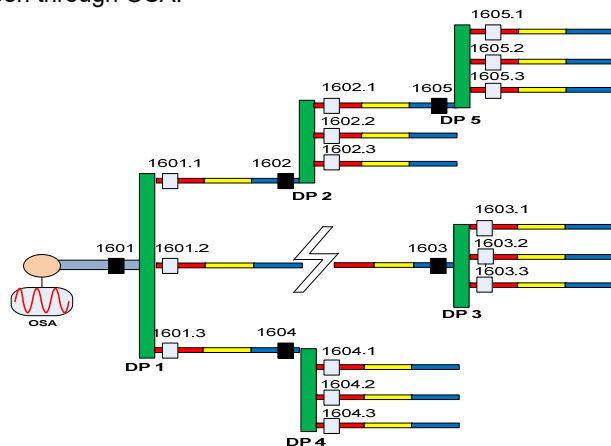 through OSA.
1605.1
1605.2
1605.3
1602.1
1605
DP 5
1602.2
1602.3
1601.1
1602
DP 2
1603.1
1601
1601.2
1603
1603.2
1603.3
OSA
DP 3
1601.3
1604
DP 1
1604.1
1604.2
1604.3
DP 4